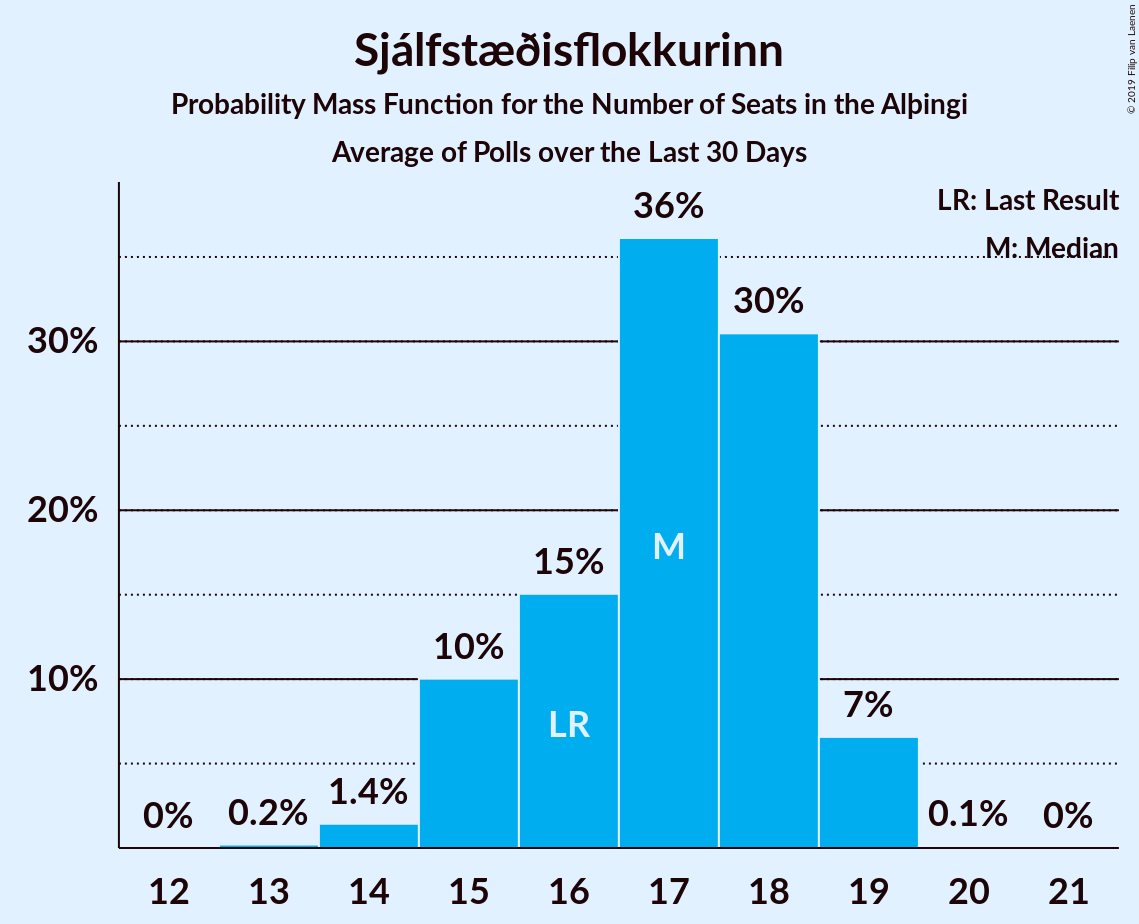 Sjálfstæðisflokkurinn
Probability Mass Function for the Number of Seats in the Alþingi
Average of Polls over the Last 30 Days
© 2019 Filip van Laenen
LR: Last Result
M: Median
30%
20%
10%
0%
0.2%
1.4%
10%
15%
36%
30%
7%
0.1%
0%
LR
M
12 13 14 15 16 17 18 19 20 21